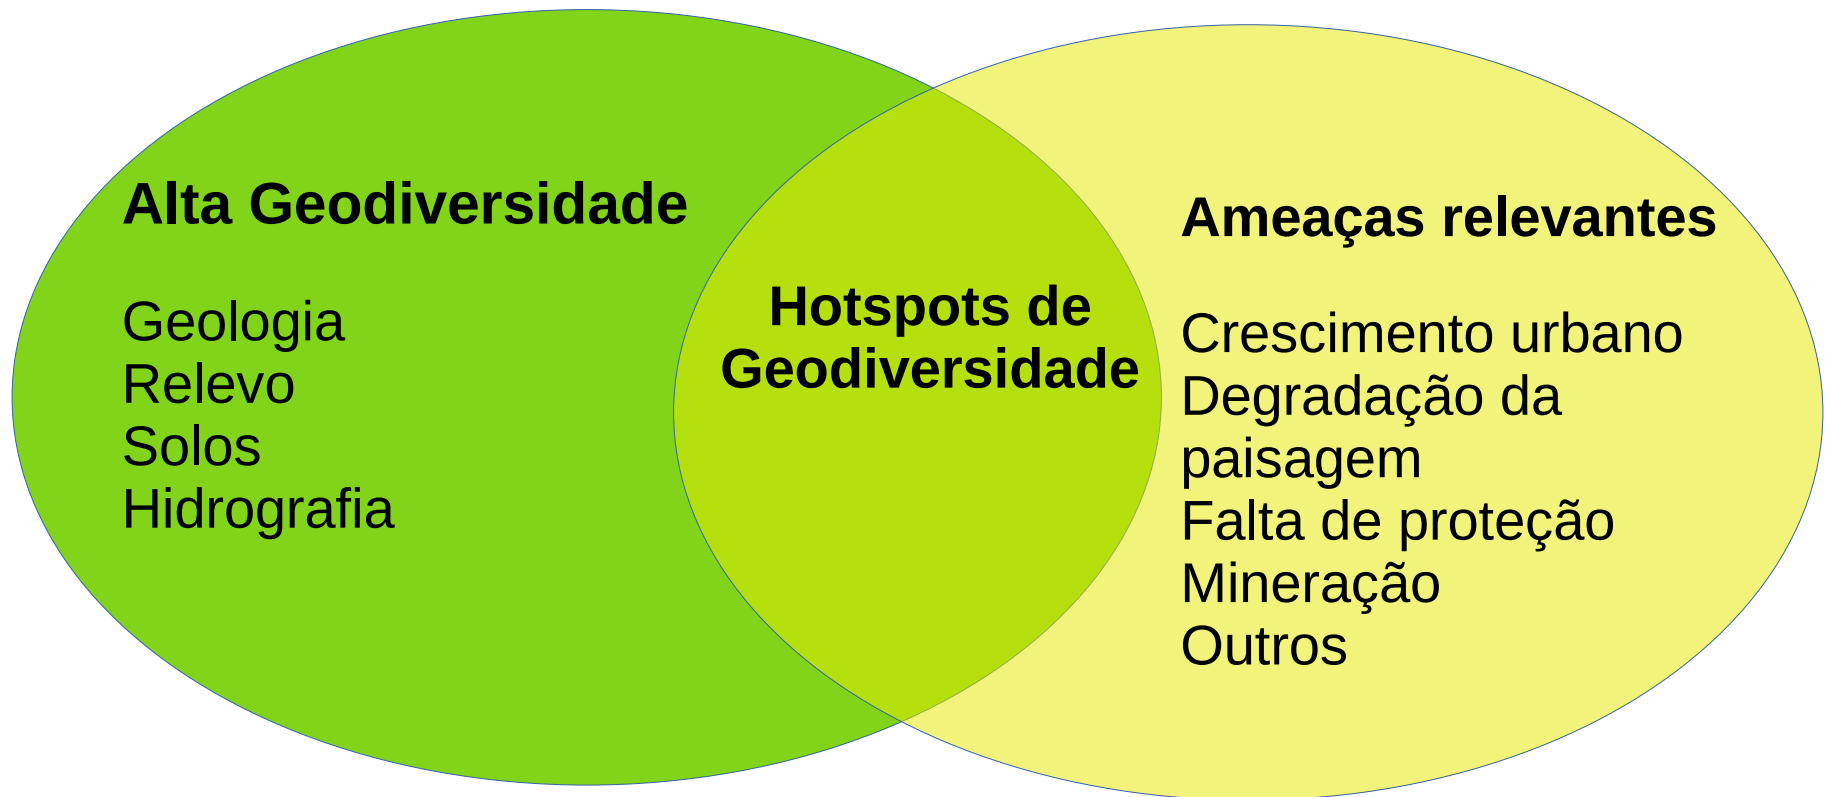 Alta Geodiversidade
Geologia
Relevo
Solos
Hidrografia
Hotspots de
Geodiversidade
Ameaças relevantes
Crescimento urbano
Degradação da
paisagem
Falta de proteção
Mineração
Outros